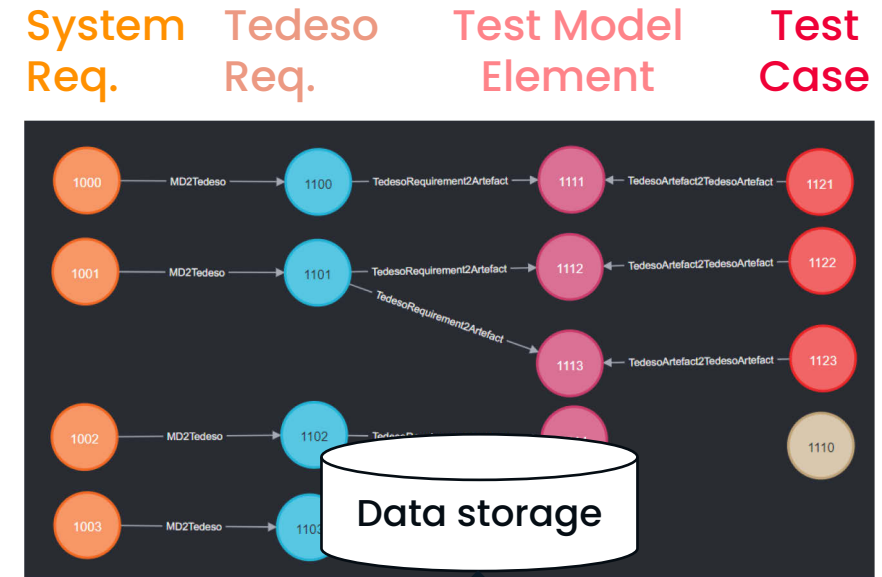 System Tedeso Test Model Test
Req. Req. Element Case
1000 MD2Tedeso 1100 TedesoRequirement2Artefact 1111 TedesoArtefact2TedesoArtefact 1121
1001 MD2Tedeso 1101 TedesoRequirement2Artefact 1112 TedesoArtefact2TedesoArtefact 1122
TedesoRequirement2Artefact
1113 TedesoArtefact2TedesoArtefact 1123
1002 MD2Tedeso 1102 1110
Data storage
1003 MD2Tedeso 1103